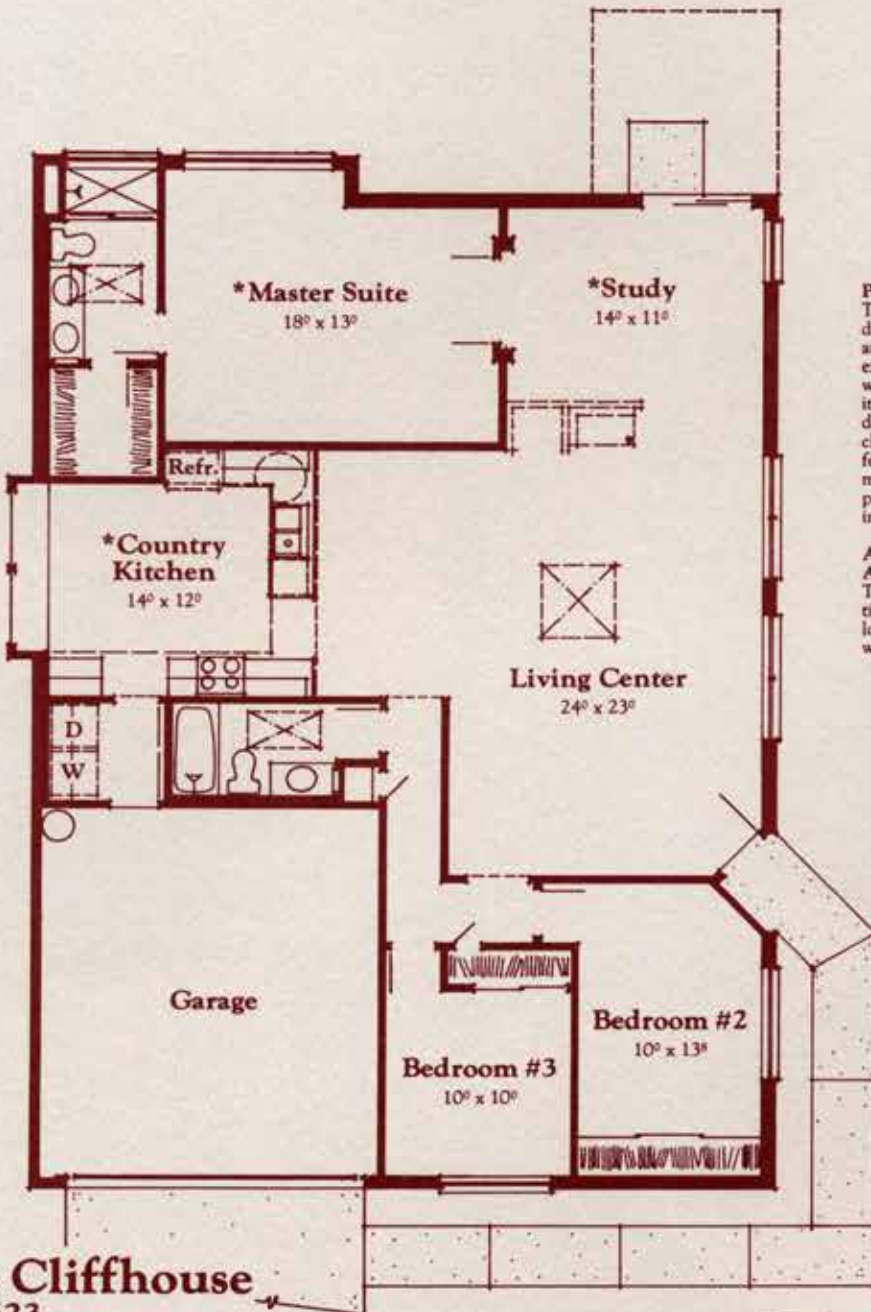 *Master Suite
18⁰ x 13⁰
*Study
14⁰ x 11⁰
Refr.
*Country
Kitchen
14⁰ x 12⁰
Living Center
24⁰ x 23⁰
D
W
Garage
Bedroom #2
10⁰ x 13⁸
Bedroom #3
10⁰ x 10⁰
Cliffhouse